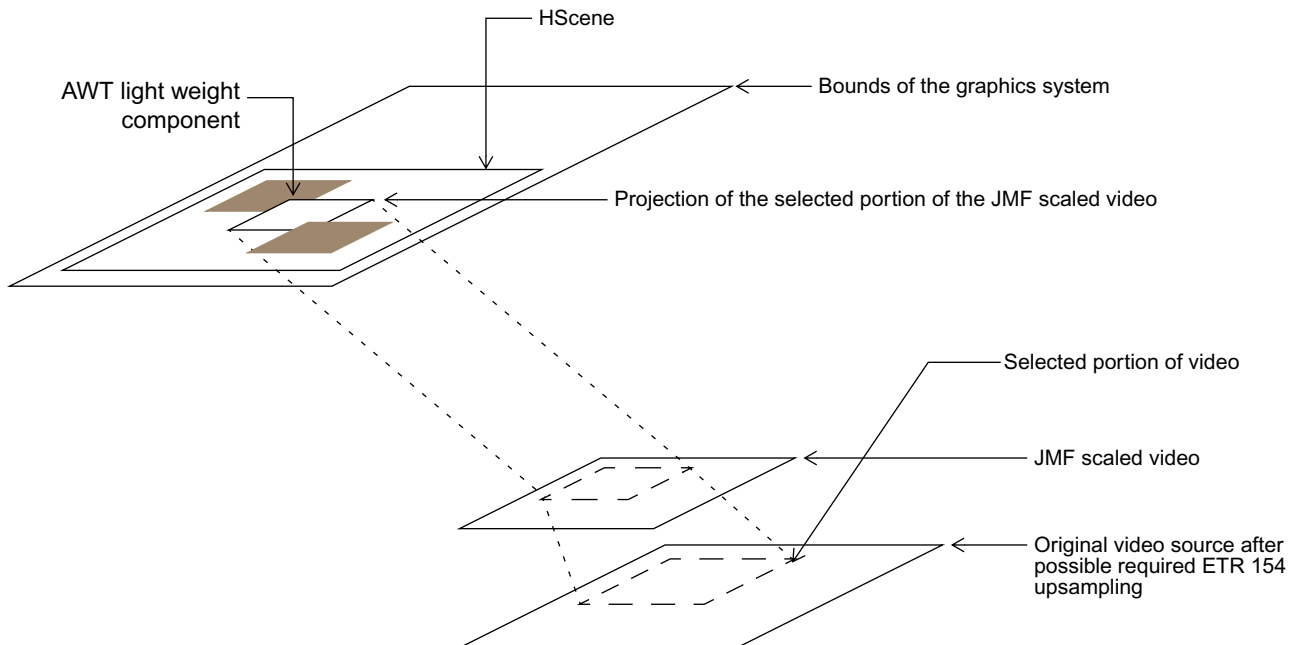 HScene
AWT light weight
component
Bounds of the graphics system
Projection of the selected portion of the JMF scaled video
Selected portion of video
JMF scaled video
Original video source after
possible required ETR 154
upsampling